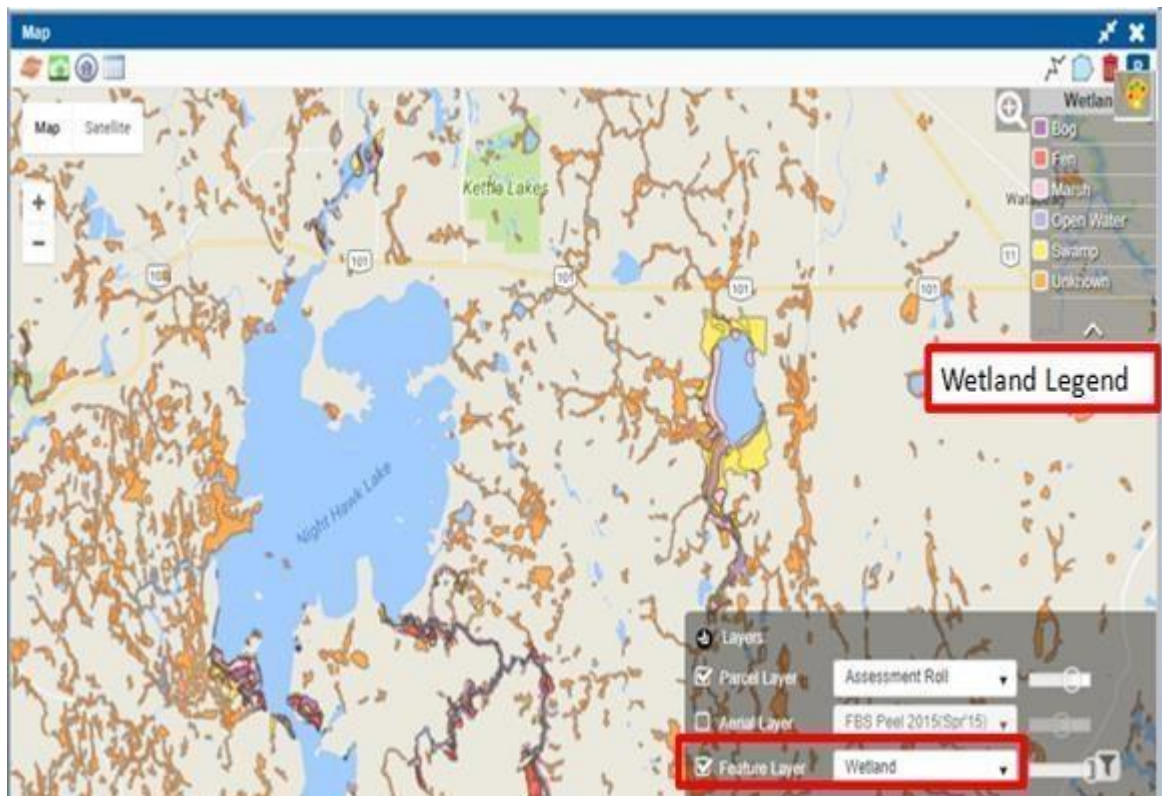 Map
Map Satellite
+
-
Wetlan
Bog
Fen
Marsh
Open Water
Swamp
Unknown
Kettle Lakes
101
101
101
101
11
Wetland Legend
Night Hawk Lake
Layers
Parcel Layer Assessment Roll
Aerial Layer FBS Peel 2015(Spr'15)
Feature Layer Wetland